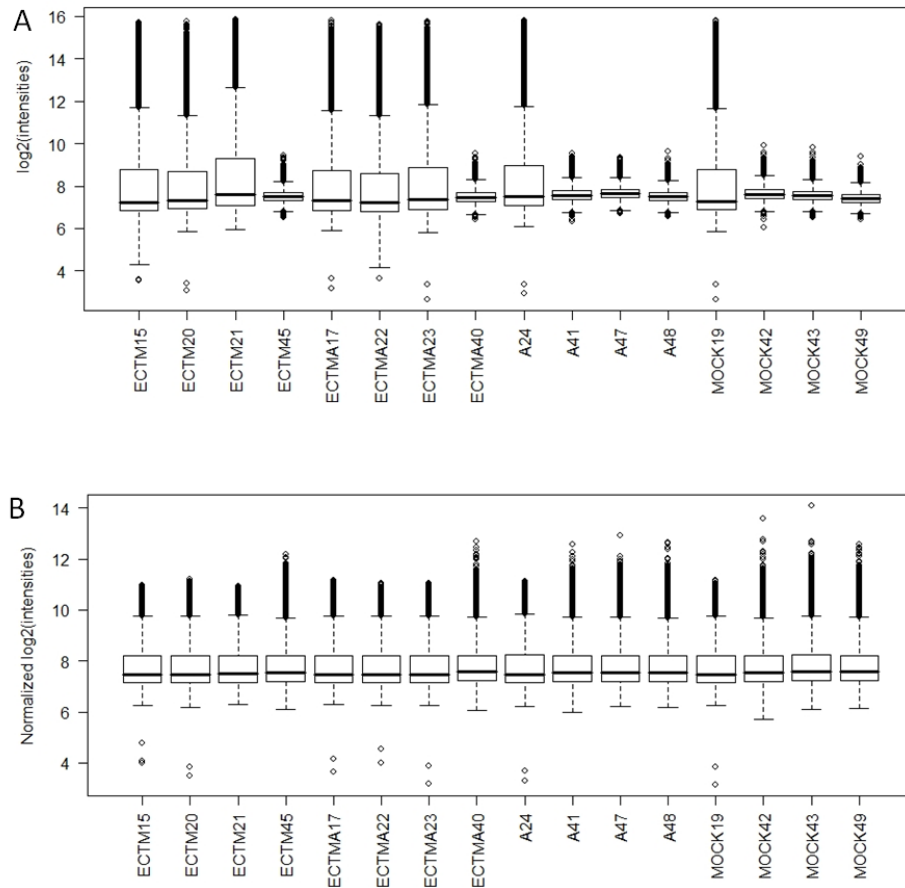 A
log2(intensities)
16
14
12
10
8
6
4
ECTM15
ECTM20
ECTM21
ECTM45
ECTMA17
ECTMA22
ECTMA23
ECTMA40
A24
A41
A47
A48
MOCK19
MOCK42
MOCK43
MOCK49
B
Normalized log2(intensities)
14
12
10
8
6
4
ECTM15
ECTM20
ECTM21
ECTM45
ECTMA17
ECTMA22
ECTMA23
ECTMA40
A24
A41
A47
A48
MOCK19
MOCK42
MOCK43
MOCK49